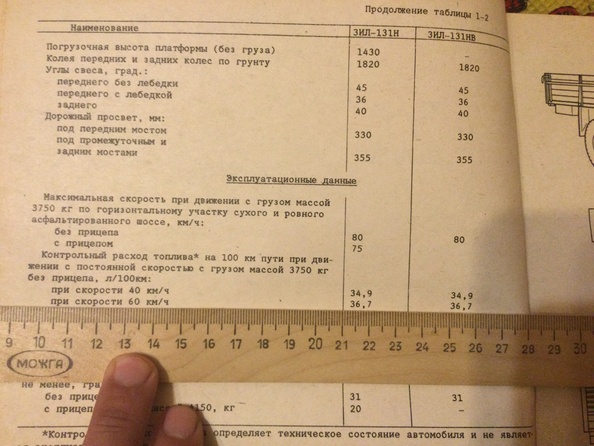 Продолжение таблицы 1-2
Наименование ЗИЛ-131Н ЗИЛ-131НВ
Погрузочная высота платформы (без груза) 1430 –
Колея передних и задних колес по грунту 1820 1820
Углы свеса, град.:
переднего без лебедки 45 45
переднего с лебедкой 36 36
заднего 40 40
Дорожный просвет, мм:
под передним мостом 330 330
под промежуточным и
задним мостами 355 355
Эксплуатационные данные
Максимальная скорость при движении с грузом массой
3750 кг по горизонтальному участку сухого и ровного
асфальтированного шоссе, км/ч:
без прицепа 80 80
с прицепом 75
Контрольный расход топлива* на 100 км пути при дви-
жении с постоянной скоростью с грузом массой 3750 кг
без прицепа, л/100км:
при скорости 40 км/ч 34,9 34,9
при скорости 60 км/ч 36,7 36,7
9 10 11 12 13 14 15 16 17 18 19 20 21 22 23 24 25 26 27 28 29 30
МОЖГА
не менее, гра
без прице 31 31
с прицепо 4150, кг 20 –
*Контро определяет техническое состояние автомобиля и не являет